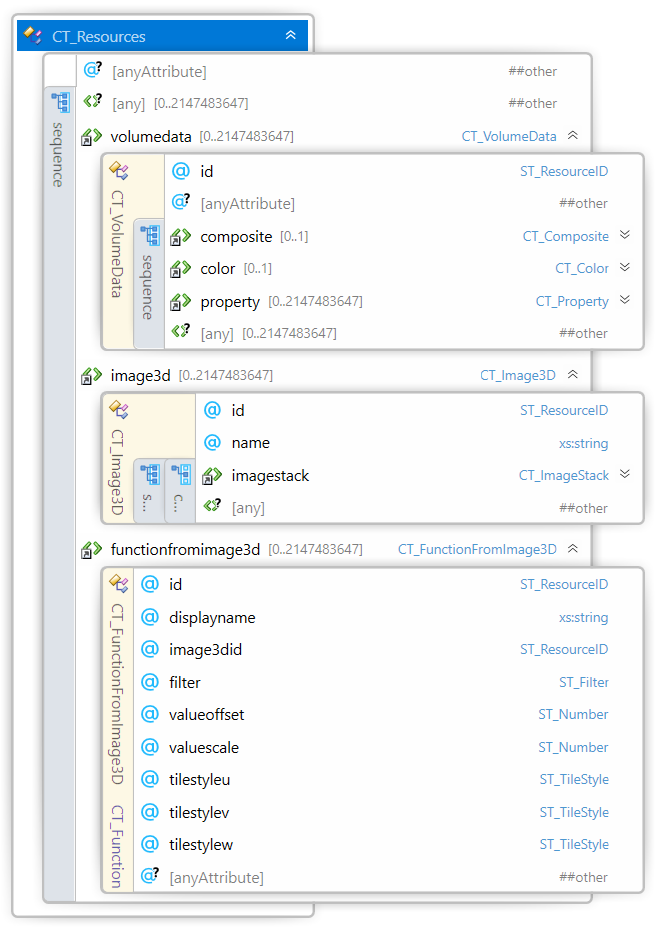 CT_Resources
[anyAttribute] ##other
[any] [0..2147483647] ##other
sequence
volumedata [0..2147483647] CT_VolumeData
CT_VolumeData
id ST_ResourceID
[anyAttribute] ##other
sequence
composite [0..1] CT_Composite
color [0..1] CT_Color
property [0..2147483647] CT_Property
[any] [0..2147483647] ##other
image3d [0..2147483647] CT_Image3D
CT_Image3D
id ST_ResourceID
name xs:string
s...
c...
imagestack CT_ImageStack
[any] ##other
functionfromimage3d [0..2147483647] CT_FunctionFromImage3D
CT_FunctionFromImage3D
CT_Function
id ST_ResourceID
displayname xs:string
image3did ST_ResourceID
filter ST_Filter
valueoffset ST_Number
valuescale ST_Number
tilestyleu ST_TileStyle
tilestylev ST_TileStyle
tilestylew ST_TileStyle
[anyAttribute] ##other